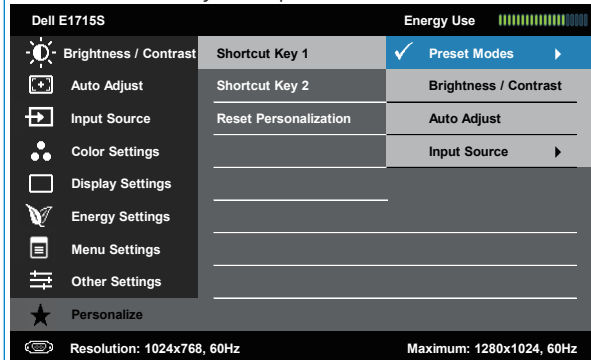 Dell E1715S Energy Use
Brightness / Contrast Shortcut Key 1 Preset Modes
Auto Adjust Shortcut Key 2 Brightness / Contrast
Input Source Reset Personalization Auto Adjust
Color Settings Input Source
Display Settings
Energy Settings
Menu Settings
Other Settings
Personalize
Resolution: 1024x768, 60Hz Maximum: 1280x1024, 60Hz